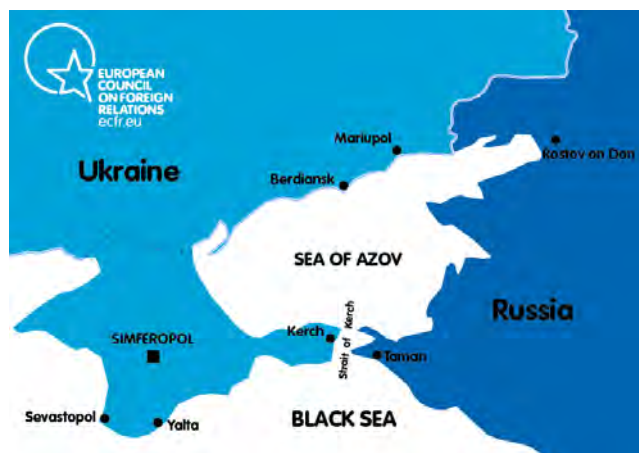 EUROPEAN
COUNCIL
ON FOREIGN
RELATIONS
ecfr.eu
Mariupol
Rostov on Don
Ukraine
Berdiansk
SEA OF AZOV
Russia
Kerch
Strait of Kerch
SIMFEROPOL
Taman
Sevastopol
Yalta
BLACK SEA